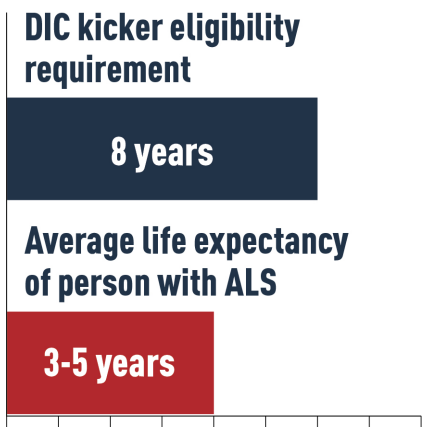 DIC kicker eligibility
requirement
8 years
Average life expectancy
of person with ALS
3-5 years